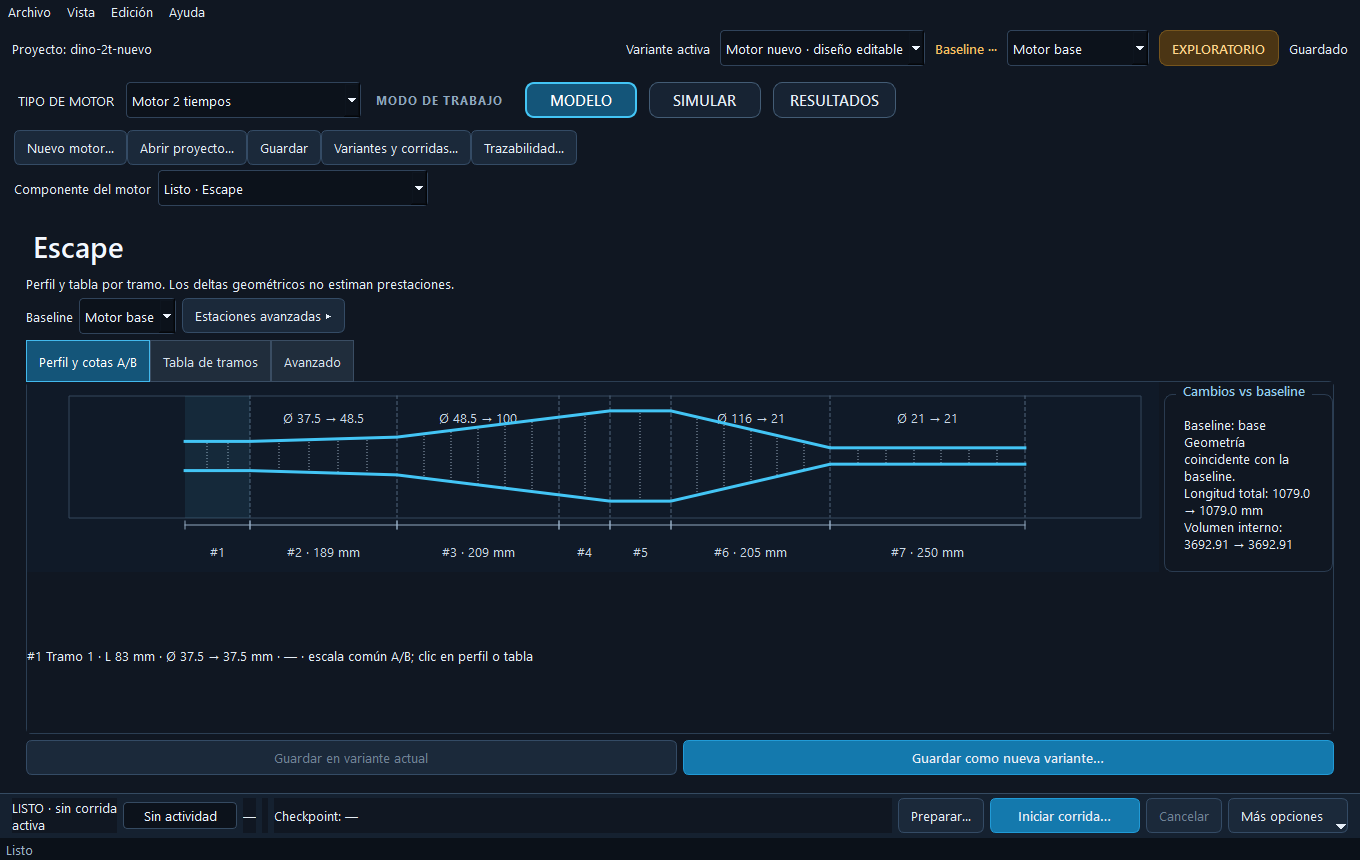 Archivo Vista Edición Ayuda
Proyecto: dino-2t-nuevo Variante activa Motor nuevo · diseño editable Baseline ··· Motor base EXPLORATORIO Guardado
TIPO DE MOTOR Motor 2 tiempos MODO DE TRABAJO MODELO SIMULAR RESULTADOS
Nuevo motor... Abrir proyecto... Guardar Variantes y corridas... Trazabilidad...
Componente del motor Listo · Escape
Escape
Perfil y tabla por tramo. Los deltas geométricos no estiman prestaciones.
Baseline Motor base Estaciones avanzadas ▸
Perfil y cotas A/B Tabla de tramos Avanzado
Ø 37.5 → 48.5 Ø 48.5 → 100 Ø 116 → 21 Ø 21 → 21
#1 #2 · 189 mm #3 · 209 mm #4 #5 #6 · 205 mm #7 · 250 mm
Cambios vs baseline
Baseline: base
Geometría
coincidente con la
baseline.
Longitud total: 1079.0
→ 1079.0 mm
Volumen interno:
3692.91 → 3692.91
#1 Tramo 1 · L 83 mm · Ø 37.5 → 37.5 mm · — · escala común A/B; clic en perfil o tabla
Guardar en variante actual Guardar como nueva variante...
LISTO · sin corrida
activa
Sin actividad — Checkpoint: — Preparar... Iniciar corrida... Cancelar Más opciones
Listo